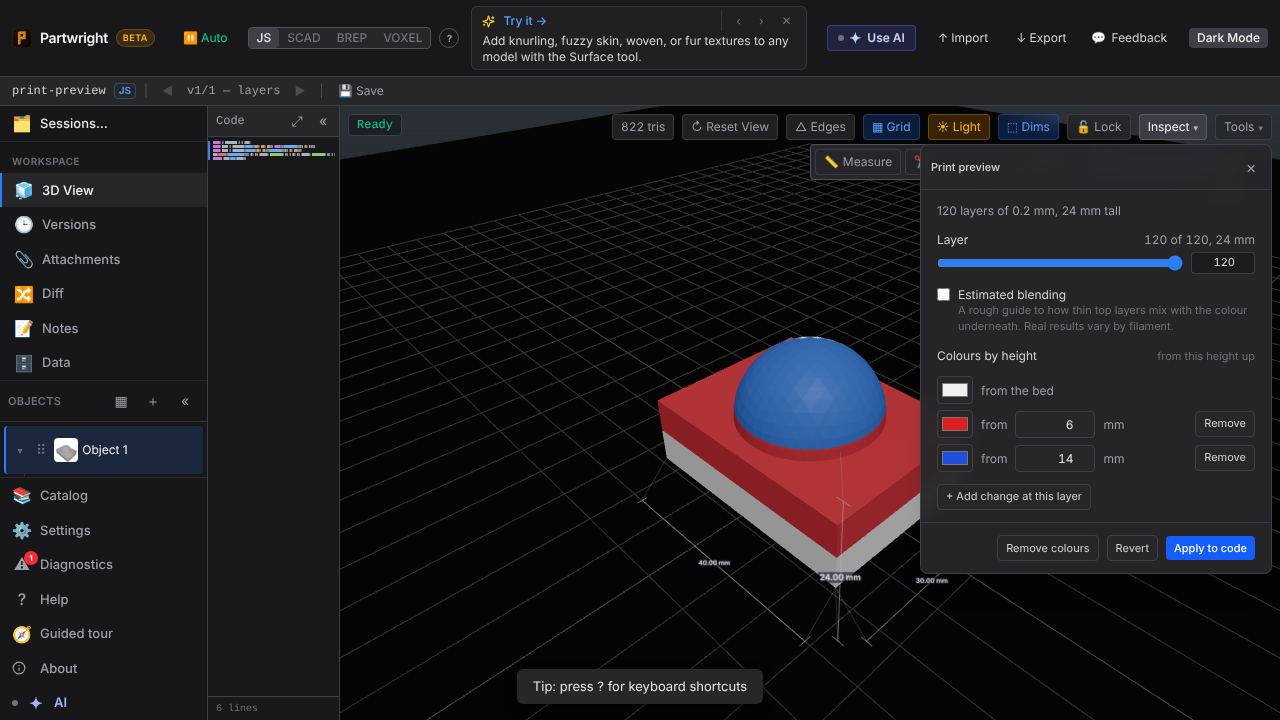 Partwright BETA
Auto
JS SCAD BREP VOXEL ?
Try it →
Add knurling, fuzzy skin, woven, or fur textures to any
model with the Surface tool.
Use AI
↑ Import
↓ Export
Feedback
Dark Mode
print-preview JS
v1/1 — layers
Save
Sessions...
WORKSPACE
3D View
Versions
Attachments
Diff
Notes
Data
OBJECTS
Object 1
Catalog
Settings
1
Diagnostics
? Help
Guided tour
About
AI
Code
6 lines
Ready
822 tris
Reset View
Edges
Grid
Light
Dims
Lock
Inspect
Tools
Measure
40.00 mm
24.00 mm
30.00 mm
Tip: press ? for keyboard shortcuts
Print preview
120 layers of 0.2 mm, 24 mm tall
Layer 120 of 120, 24 mm
120
Estimated blending
A rough guide to how thin top layers mix with the colour
underneath. Real results vary by filament.
Colours by height from this height up
from the bed
from 6 mm Remove
from 14 mm Remove
+ Add change at this layer
Remove colours Revert Apply to code